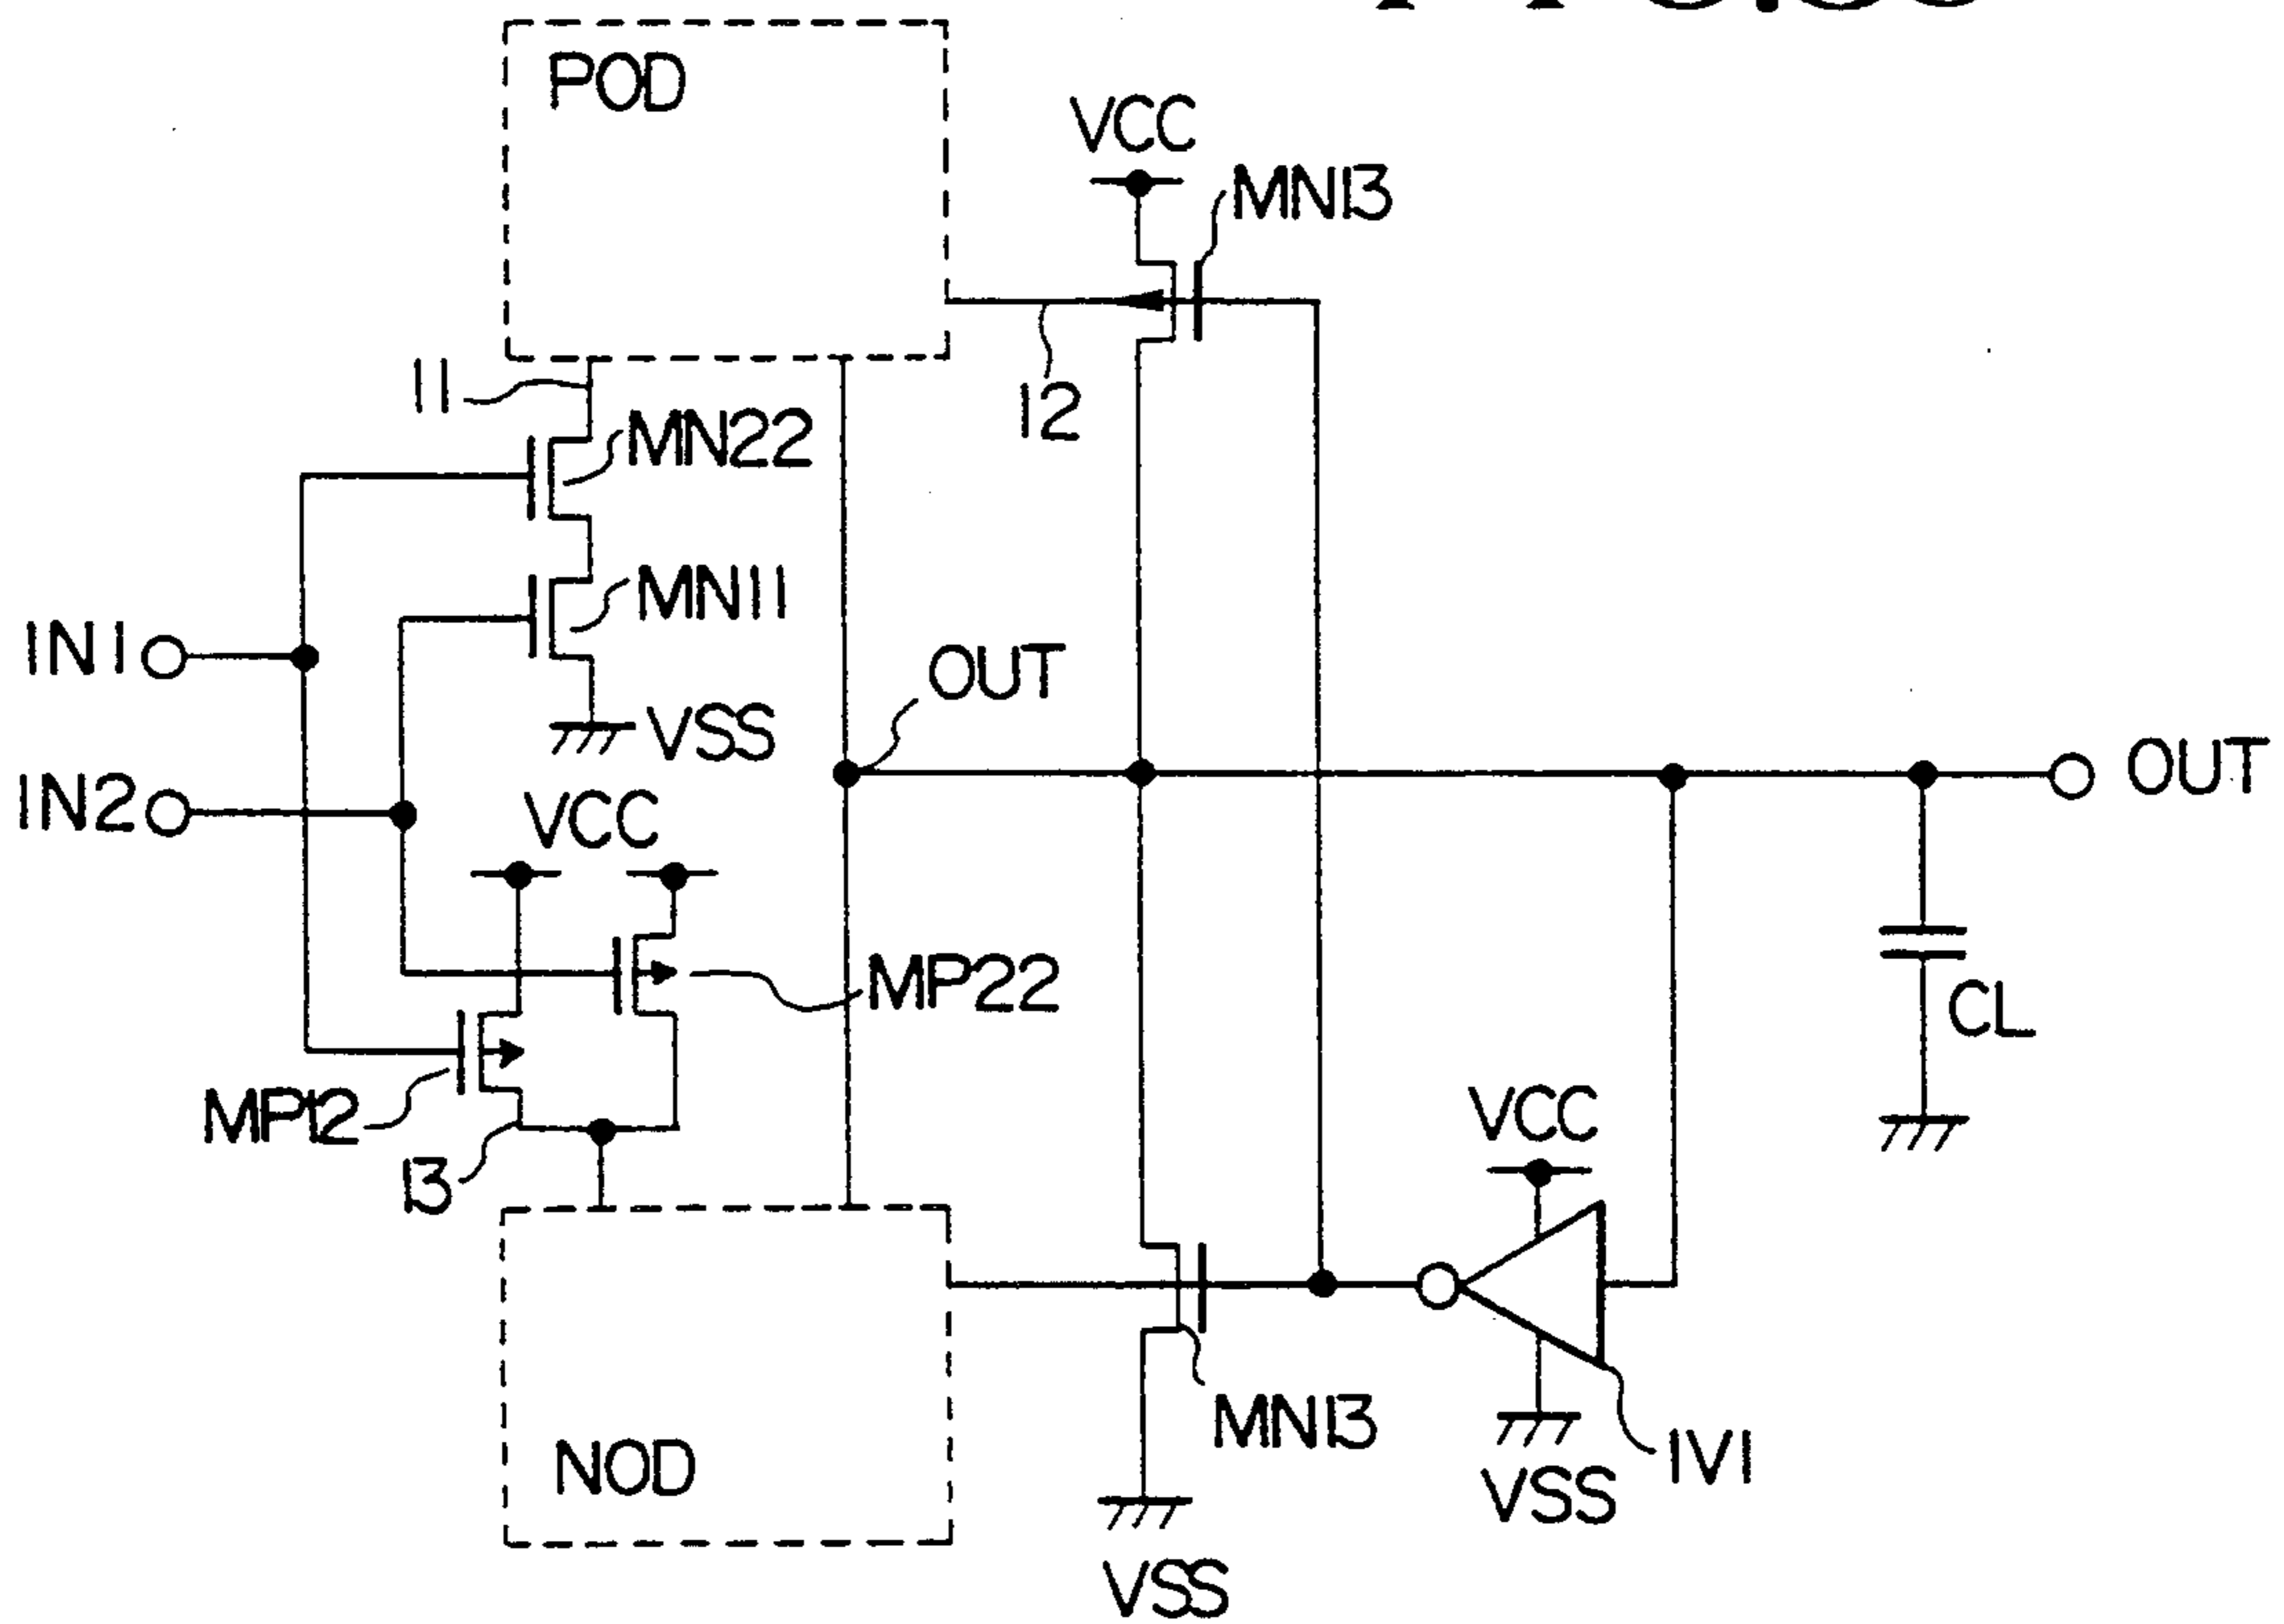 POD
VCC
MN13
11
12
MN22
MN11
IN1
OUT
VSS
IN2
VCC
OUT
MP22
CL
MP12
VCC
13
MN13
IV1
NOD
VSS
VSS